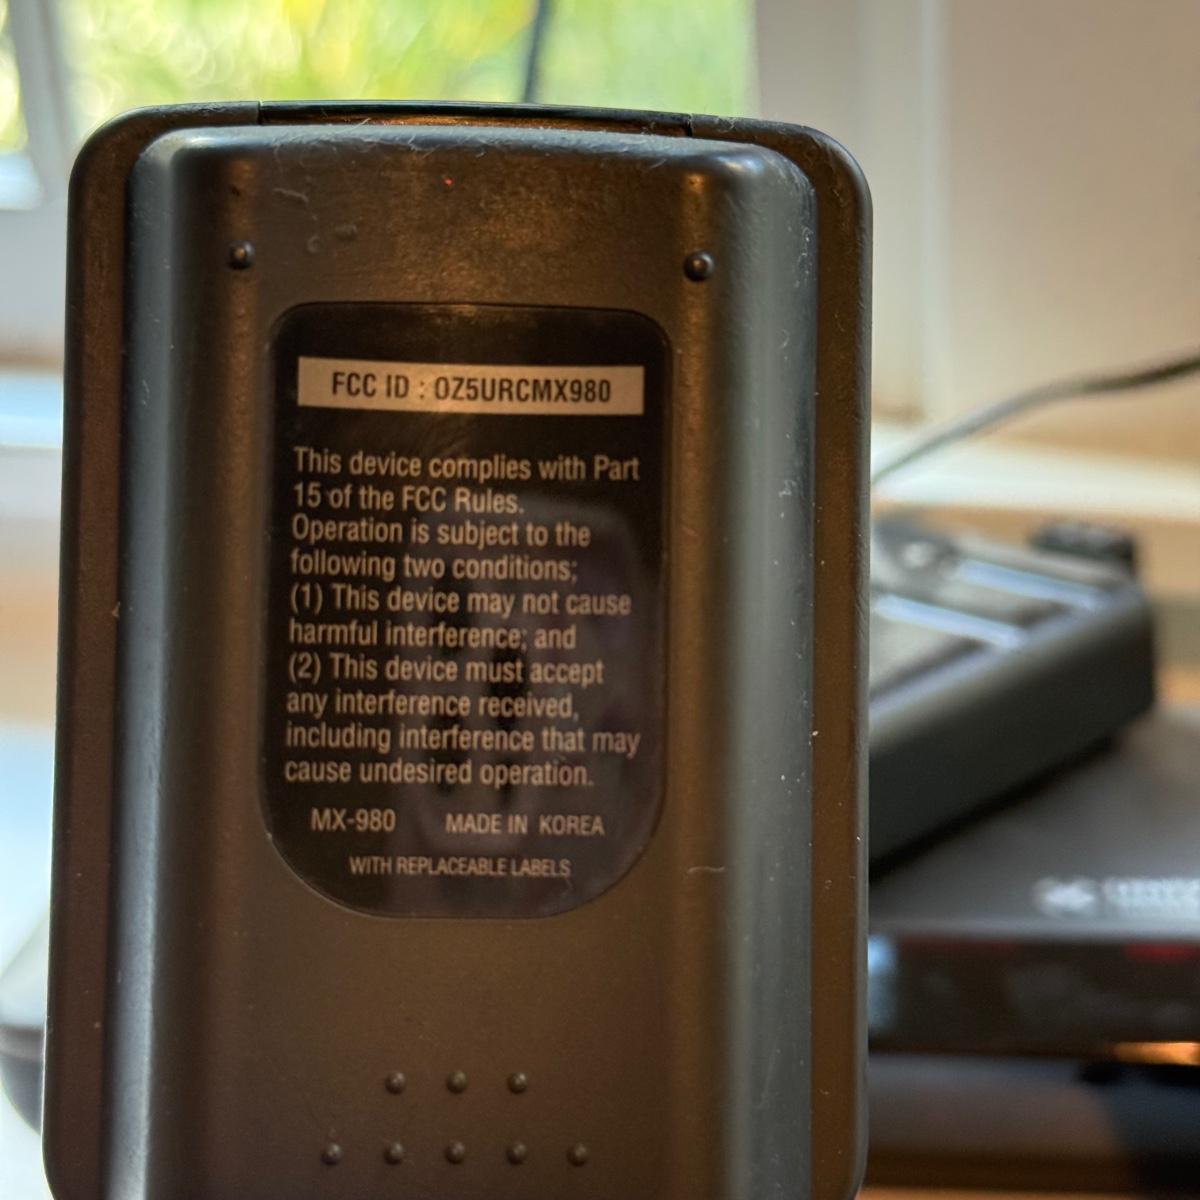 FCC ID : OZ5URCMX980
This device complies with Part
15 of the FCC Rules.
Operation is subject to the
following two conditions;
(1) This device may not cause
harmful interference; and
(2) This device must accept
any interference received,
including interference that may
cause undesired operation.
MX-980 MADE IN KOREA
WITH REPLACEABLE LABELS